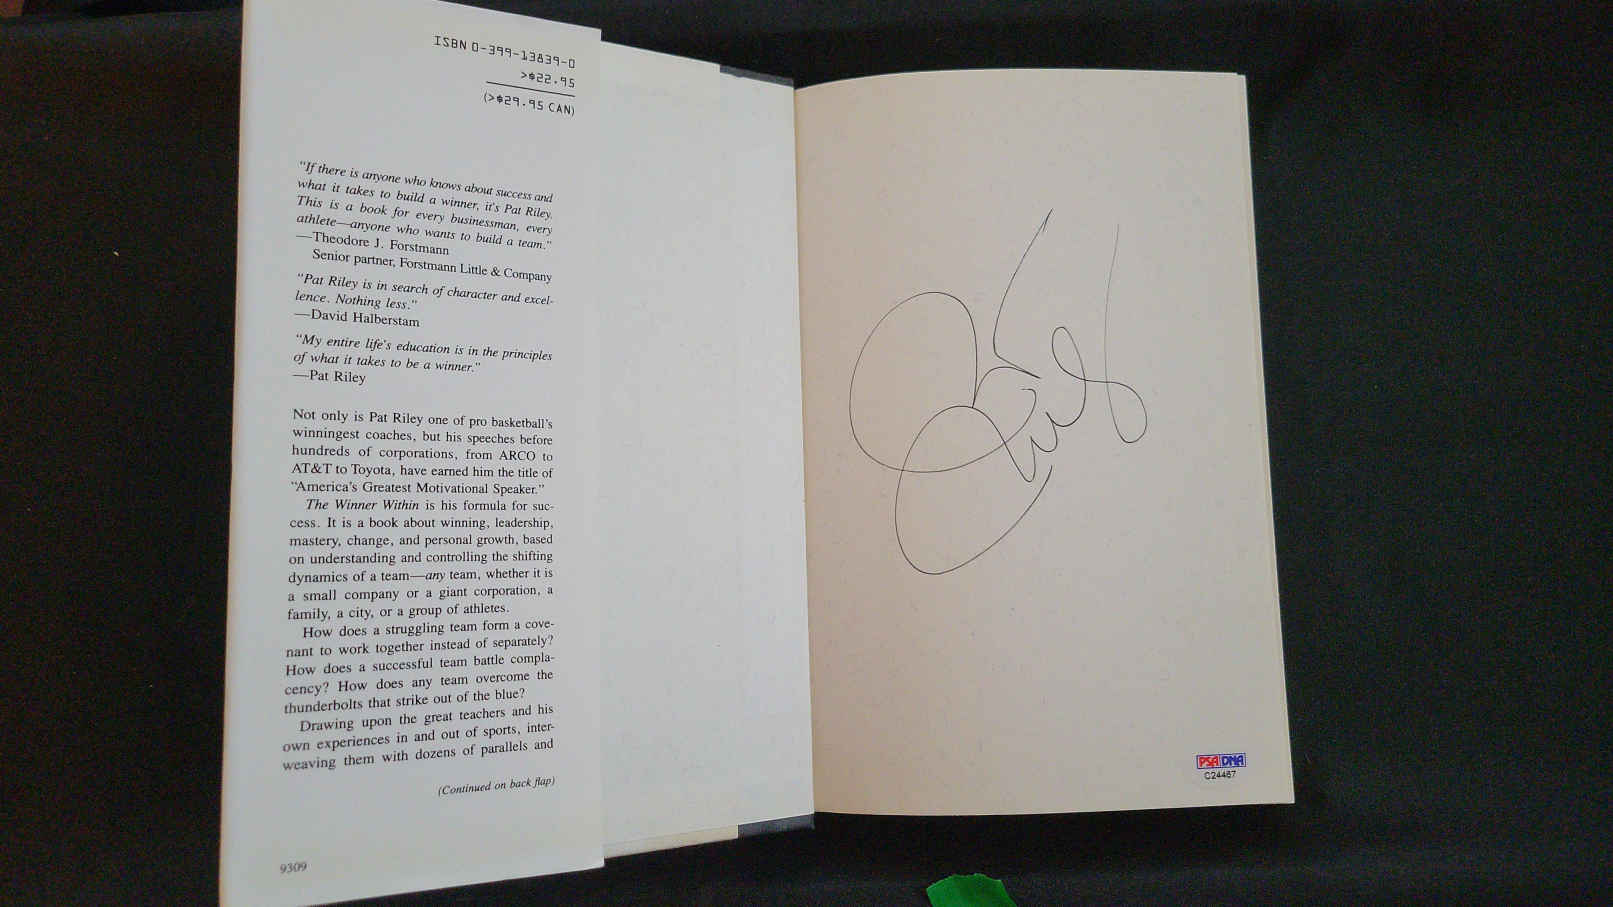 ISBN 0-399-13839-0
>$22.95
(>$29.95 CAN)
"If there is anyone who knows about success and
what it takes to build a winner, it's Pat Riley.
This is a book for every businessman, every
athlete—anyone who wants to build a team."
—Theodore J. Forstmann
Senior partner, Forstmann Little & Company
"Pat Riley is in search of character and excel-
lence. Nothing less."
—David Halberstam
"My entire life's education is in the principles
of what it takes to be a winner."
—Pat Riley
Not only is Pat Riley one of pro basketball's
winningest coaches, but his speeches before
hundreds of corporations, from ARCO to
AT&T to Toyota, have earned him the title of
"America's Greatest Motivational Speaker."
The Winner Within is his formula for suc-
cess. It is a book about winning, leadership,
mastery, change, and personal growth, based
on understanding and controlling the shifting
dynamics of a team—any team, whether it is
a small company or a giant corporation, a
family, a city, or a group of athletes.
How does a struggling team form a cove-
nant to work together instead of separately?
How does a successful team battle compla-
cency? How does any team overcome the
thunderbolts that strike out of the blue?
Drawing upon the great teachers and his
own experiences in and out of sports, inter-
weaving them with dozens of parallels and
(Continued on back flap)
9309
PSA DNA
C24467